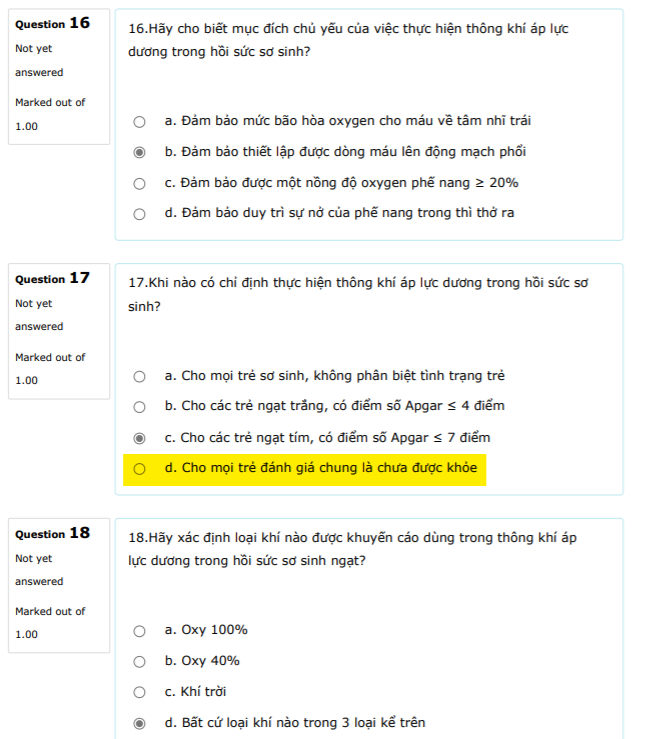 Question 16
Not yet
answered
Marked out of
1.00
16.Hãy cho biết mục đích chủ yếu của việc thực hiện thông khí áp lực
dương trong hồi sức sơ sinh?
a. Đảm bảo mức bão hòa oxygen cho máu về tâm nhĩ trái
b. Đảm bảo thiết lập được dòng máu lên động mạch phổi
c. Đảm bảo được một nồng độ oxygen phế nang ≥ 20%
d. Đảm bảo duy trì sự nở của phế nang trong thì thở ra
Question 17
Not yet
answered
Marked out of
1.00
17.Khi nào có chỉ định thực hiện thông khí áp lực dương trong hồi sức sơ
sinh?
a. Cho mọi trẻ sơ sinh, không phân biệt tình trạng trẻ
b. Cho các trẻ ngạt trắng, có điểm số Apgar ≤ 4 điểm
c. Cho các trẻ ngạt tím, có điểm số Apgar ≤ 7 điểm
d. Cho mọi trẻ đánh giá chung là chưa được khỏe
Question 18
Not yet
answered
Marked out of
1.00
18.Hãy xác định loại khí nào được khuyến cáo dùng trong thông khí áp
lực dương trong hồi sức sơ sinh ngạt?
a. Oxy 100%
b. Oxy 40%
c. Khí trời
d. Bất cứ loại khí nào trong 3 loại kể trên